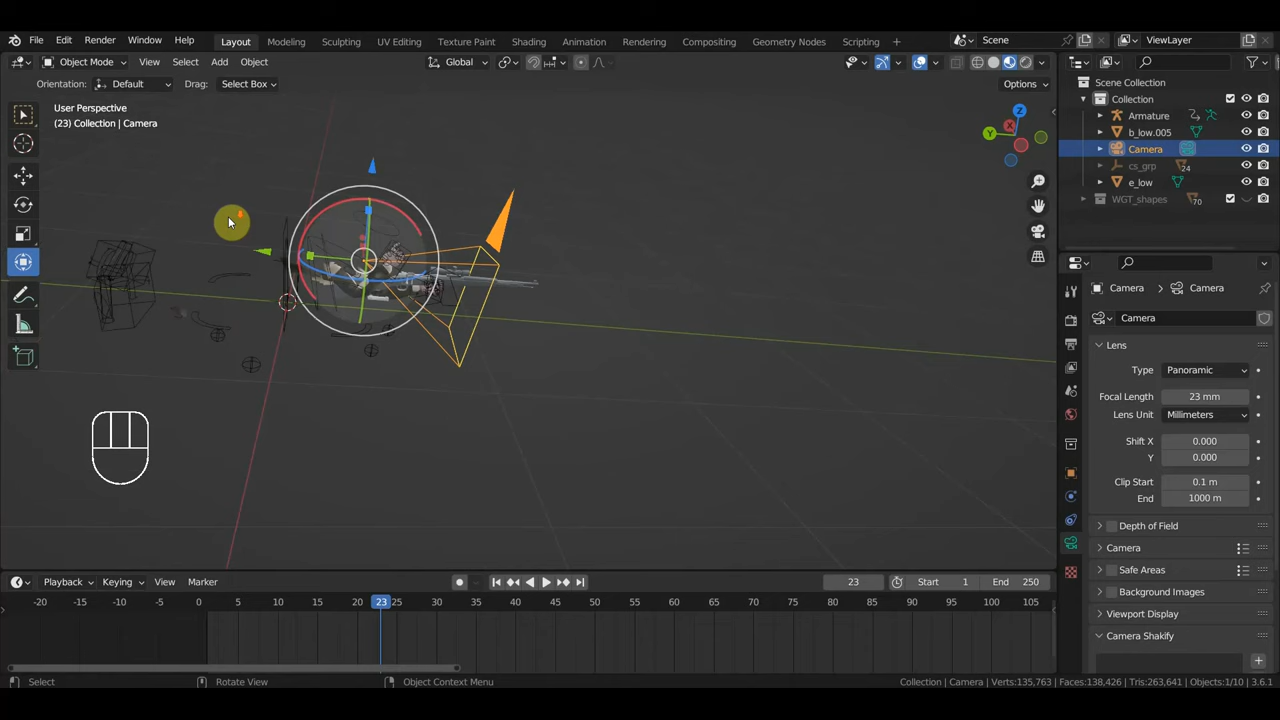 File Edit Render Window Help Layout Modeling Sculpting UV Editing Texture Paint Shading Animation Rendering Compositing Geometry Nodes Scripting + Scene ViewLayer
Object Mode View Select Add Object Global
Orientation: Default Drag: Select Box Options
User Perspective
(23) Collection | Camera
Z
Y
X
Scene Collection
Collection
Armature
b_low.005
Camera
cs_grp 24
e_low
WGT_shapes 70
Camera > Camera
Camera
Lens
Type Panoramic
Focal Length 23 mm
Lens Unit Millimeters
Shift X 0.000
Y 0.000
Clip Start 0.1 m
End 1000 m
Depth of Field
Camera
Safe Areas
Background Images
Viewport Display
Camera Shakify
Playback Keying View Marker 23 Start 1 End 250
-20 -15 -10 -5 0 5 10 15 20 23 25 30 35 40 45 50 55 60 65 70 75 80 85 90 95 100 105
Select Rotate View Object Context Menu Collection | Camera | Verts:135,763 | Faces:138,426 | Tris:263,641 | Objects:1/10 | 3.6.1